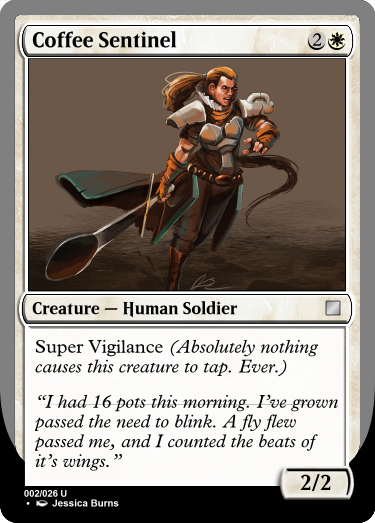 Coffee Sentinel 2
Creature — Human Soldier
Super Vigilance (Absolutely nothing
causes this creature to tap. Ever.)
“I had 16 pots this morning. I’ve grown
passed the need to blink. A fly flew
passed me, and I counted the beats of
it’s wings.”
2/2
002/026 U
• Jessica Burns